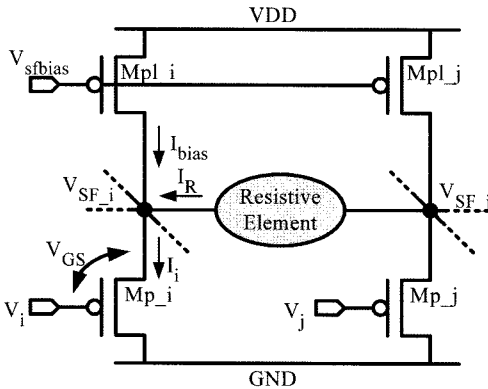 VDD
V_sfbias
Mpl_i
Mpl_j
I_bias
I_R
V_SF_i
Resistive
Element
V_SF_j
V_GS
I_i
Mp_i
V_i
V_j
Mp_j
GND